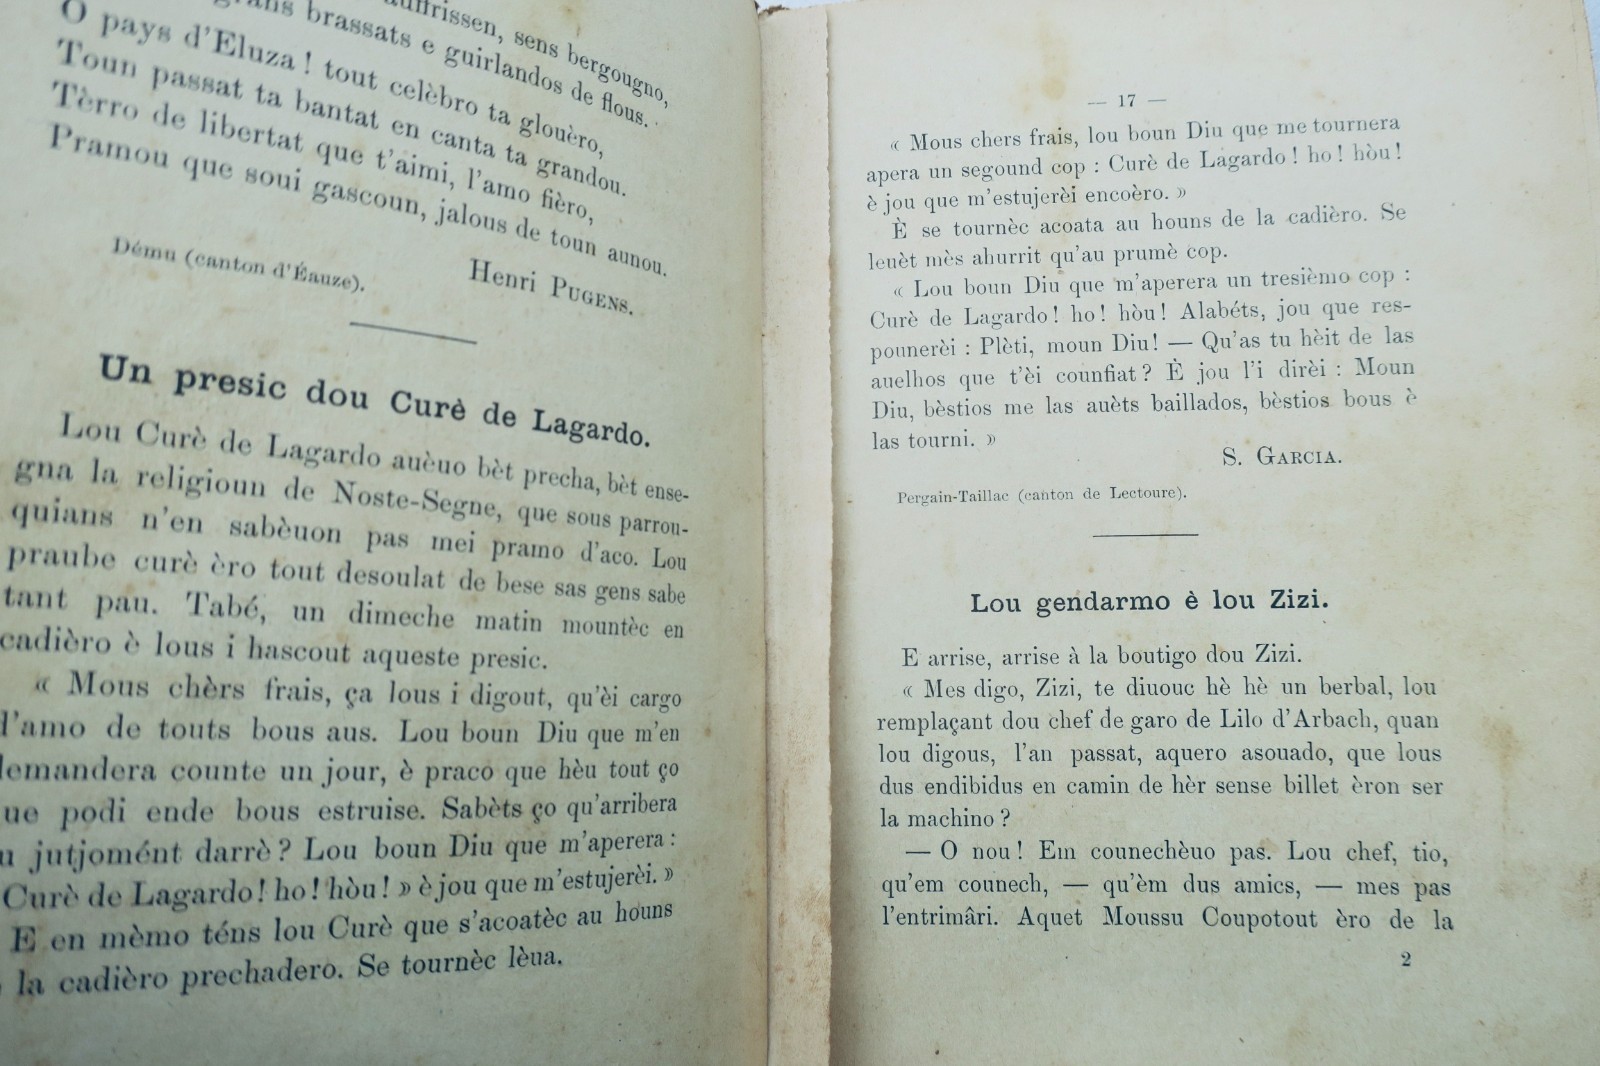 auffrissen, sens bergougno,
grans brassats e guirlandos de flous.
O pays d'Eluza ! tout celèbro ta glouèro,
Toun passat ta bantat en canta ta grandou.
Tèrro de libertat que t'aimi, l'amo fièro,
Pramou que soui gascoun, jalous de toun aunou.
Henri PUGENS.
Dému (canton d'Éauze).
Un presic dou Curè de Lagardo.
Lou Curè de Lagardo auèuo bèt precha, bèt ense-
gna la religioun de Noste-Segne, que sous parrou-
quians n'en sabèuon pas mei pramo d'aco. Lou
praube curè èro tout desoulat de bese sas gens sabe
tant pau. Tabé, un dimeche matin mountèc en
cadièro è lous i hascout aqueste presic.
« Mous chèrs frais, ça lous i digout, qu'èi cargo
d'amo de touts bous aus. Lou boun Diu que m'en
demandera counte un jour, è praco que hèu tout ço
que podi ende bous estruise. Sabèts ço qu'arribera
jutjomént darrè ? Lou boun Diu que m'aperera :
Curè de Lagardo ! ho ! hòu ! » è jou que m'estujerèi. »
E en mèmo téns lou Curè que s'acoatèc au houns
la cadièro prechadero. Se tournèc lèua.
— 17 —
« Mous chers frais, lou boun Diu que me tournera
apera un segound cop : Curè de Lagardo ! ho ! hòu !
è jou que m'estujerèi encoèro. »
È se tournèc acoata au houns de la cadièro. Se
leuèt mès ahurrit qu'au prumè cop.
« Lou boun Diu que m'aperera un tresièmo cop :
Curè de Lagardo ! ho ! hòu ! Alabéts, jou que res-
pounerèi : Plèti, moun Diu ! — Qu'as tu hèit de las
auelhos que t'èi counfiat ? È jou l'i dirèi : Moun
Diu, bèstios me las auèts baillados, bèstios bous è
las tourni. »
S. GARCIA.
Pergain-Taillac (canton de Lectoure).
Lou gendarmo è lou Zizi.
E arrise, arrise à la boutigo dou Zizi.
« Mes digo, Zizi, te diuouc hè hè un berbal, lou
remplaçant dou chef de garo de Lilo d'Arbach, quan
lou digous, l'an passat, aquero asouado, que lous
dus endibidus en camin de hèr sense billet èron ser
la machino ?
— O nou ! Em counechèuo pas. Lou chef, tio,
qu'em counech, — qu'èm dus amics, — mes pas
l'entrimâri. Aquet Moussu Coupotout èro de la
2